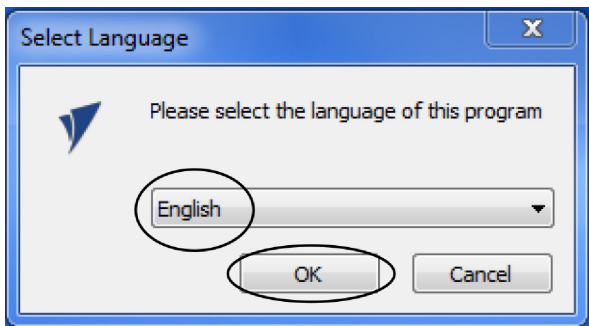 Select Language
Please select the language of this program
English
OK Cancel